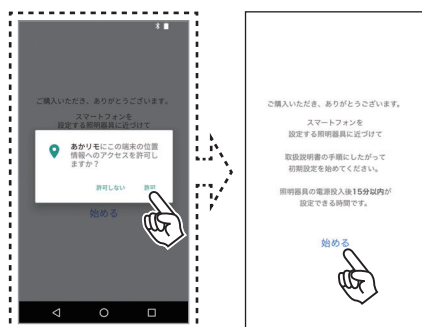 ご購入いただき、ありがとうございます。
スマートフォンを
設定する照明器具に近づけて
あかリモにこの端末の位置
情報へのアクセスを許可し
ますか？
許可しない 許可
始める
ご購入いただき、ありがとうございます。
スマートフォンを
設定する照明器具に近づけて
取扱説明書の手順にしたがって
初期設定を始めてください。
照明器具の電源投入後15分以内が
設定できる時間です。
始める